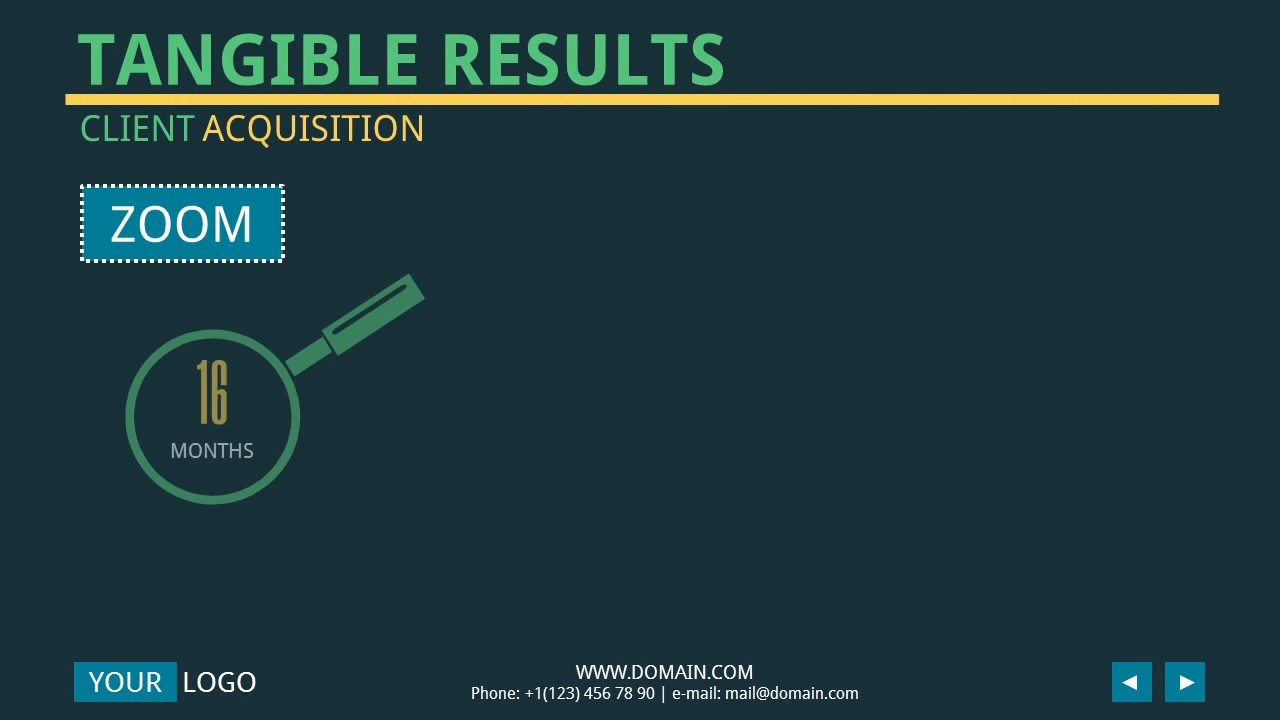 TANGIBLE RESULTS
CLIENT ACQUISITION
ZOOM
16
MONTHS
YOUR LOGO
WWW.DOMAIN.COM
Phone: +1(123) 456 78 90 | e-mail: mail@domain.com